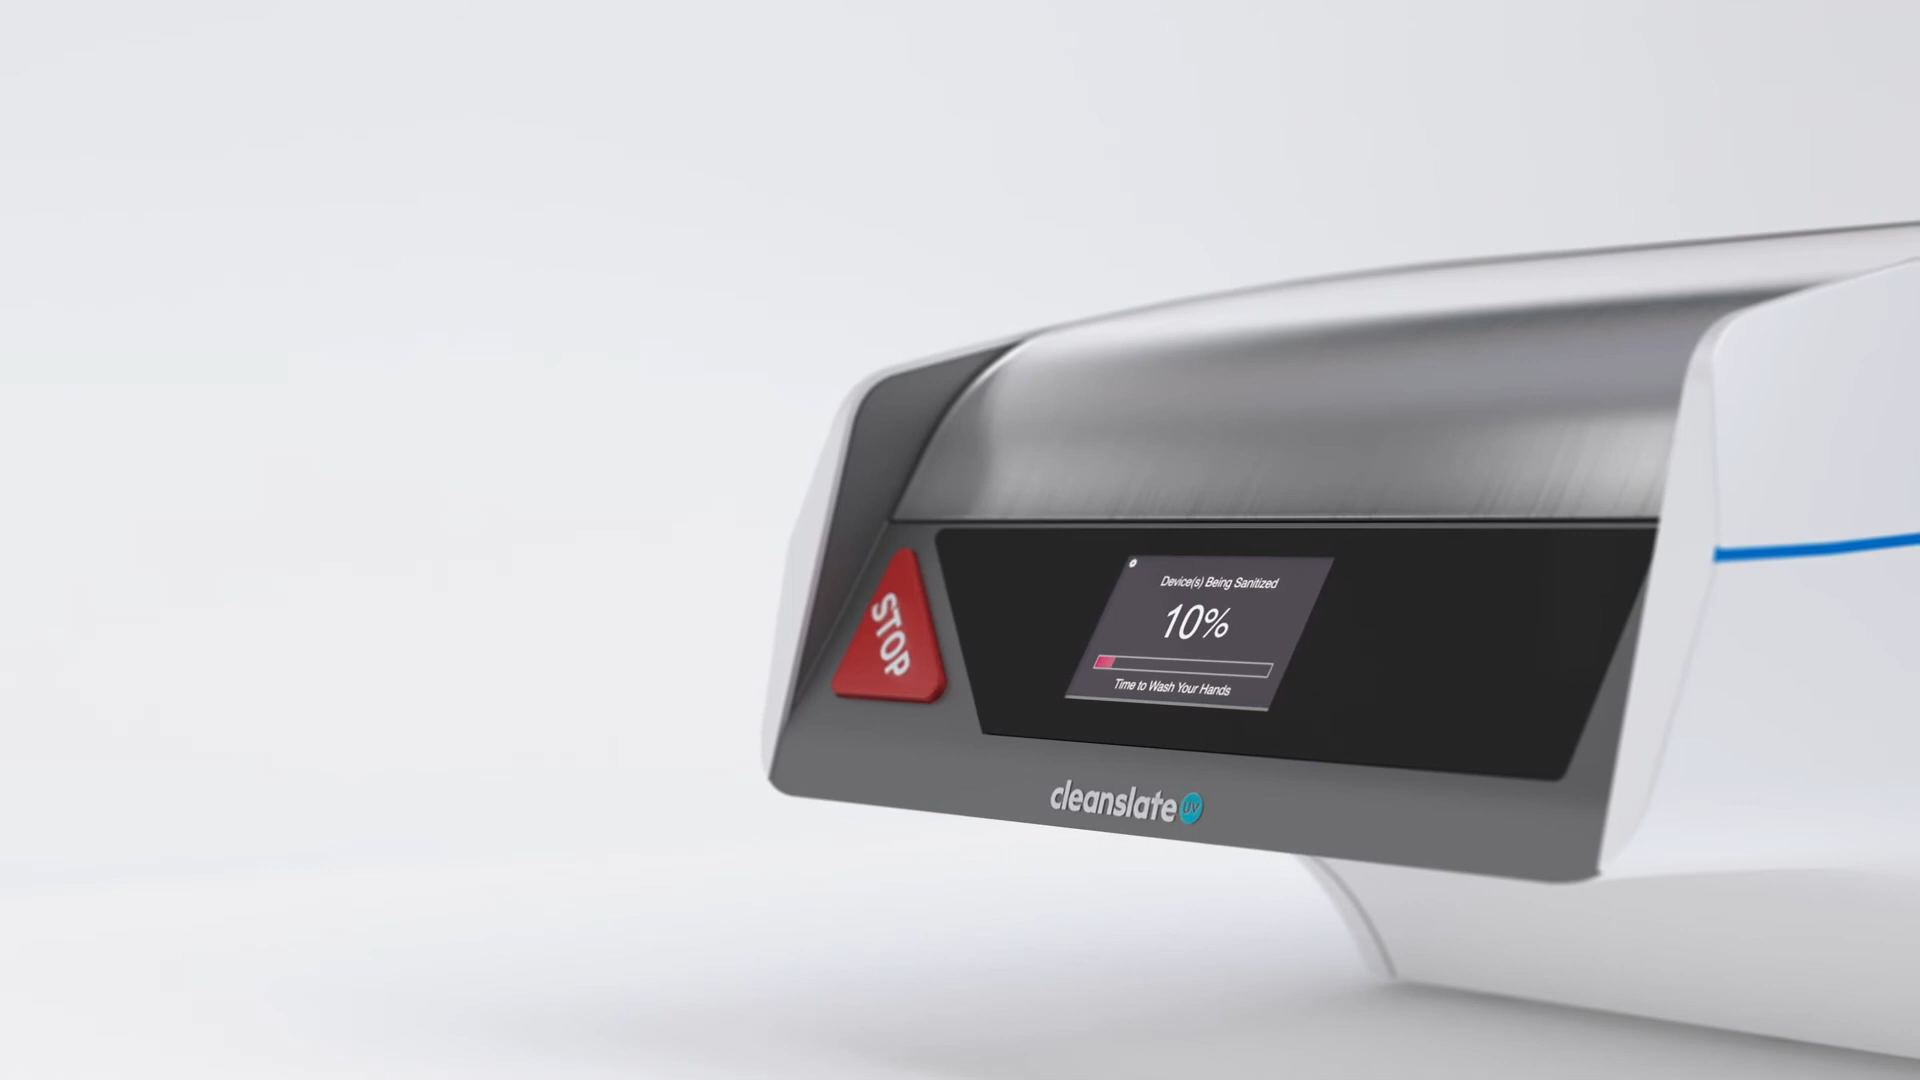 Device(s) Being Sanitized
10%
Time to Wash Your Hands
STOP
cleanslate UV